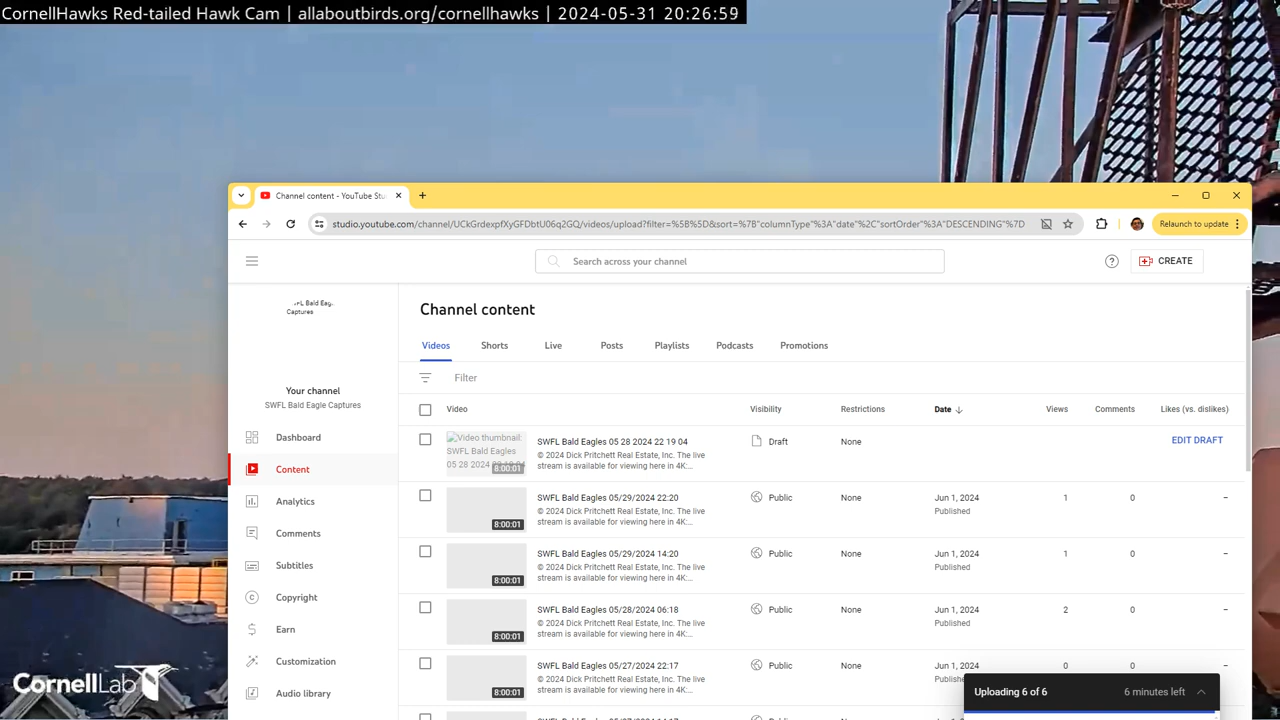 CornellHawks Red-tailed Hawk Cam | allaboutbirds.org/cornellhawks | 2024-05-31 20:26:59
Channel content - YouTube Stu
studio.youtube.com/channel/UCkGrdexpfXyGFDbtU06q2GQ/videos/upload?filter=%5B%5D&sort=%7B"columnType"%3A"date"%2C"sortOrder"%3A"DESCENDING"%7D
Relaunch to update
Search across your channel
CREATE
Bald Eag
Captures
Your channel
SWFL Bald Eagle Captures
Dashboard
Content
Analytics
Comments
Subtitles
Copyright
Earn
Customization
Audio library
Channel content
Videos Shorts Live Posts Playlists Podcasts Promotions
Filter
Video Visibility Restrictions Date Views Comments Likes (vs. dislikes)
Video thumbnail:
SWFL Bald Eagles
05 28 2024 22
8:00:01
SWFL Bald Eagles 05 28 2024 22 19 04
© 2024 Dick Pritchett Real Estate, Inc. The live
stream is available for viewing here in 4K:...
Draft None EDIT DRAFT
8:00:01
SWFL Bald Eagles 05/29/2024 22:20
© 2024 Dick Pritchett Real Estate, Inc. The live
stream is available for viewing here in 4K:...
Public None Jun 1, 2024 1 0 –
Published
8:00:01
SWFL Bald Eagles 05/29/2024 14:20
© 2024 Dick Pritchett Real Estate, Inc. The live
stream is available for viewing here in 4K:...
Public None Jun 1, 2024 1 0 –
Published
8:00:01
SWFL Bald Eagles 05/28/2024 06:18
© 2024 Dick Pritchett Real Estate, Inc. The live
stream is available for viewing here in 4K:...
Public None Jun 1, 2024 2 0 –
Published
8:00:01
SWFL Bald Eagles 05/27/2024 22:17
© 2024 Dick Pritchett Real Estate, Inc. The live
stream is available for viewing here in 4K:...
Public None Jun 1, 2024 0 0 –
Uploading 6 of 6 6 minutes left
CornellLab